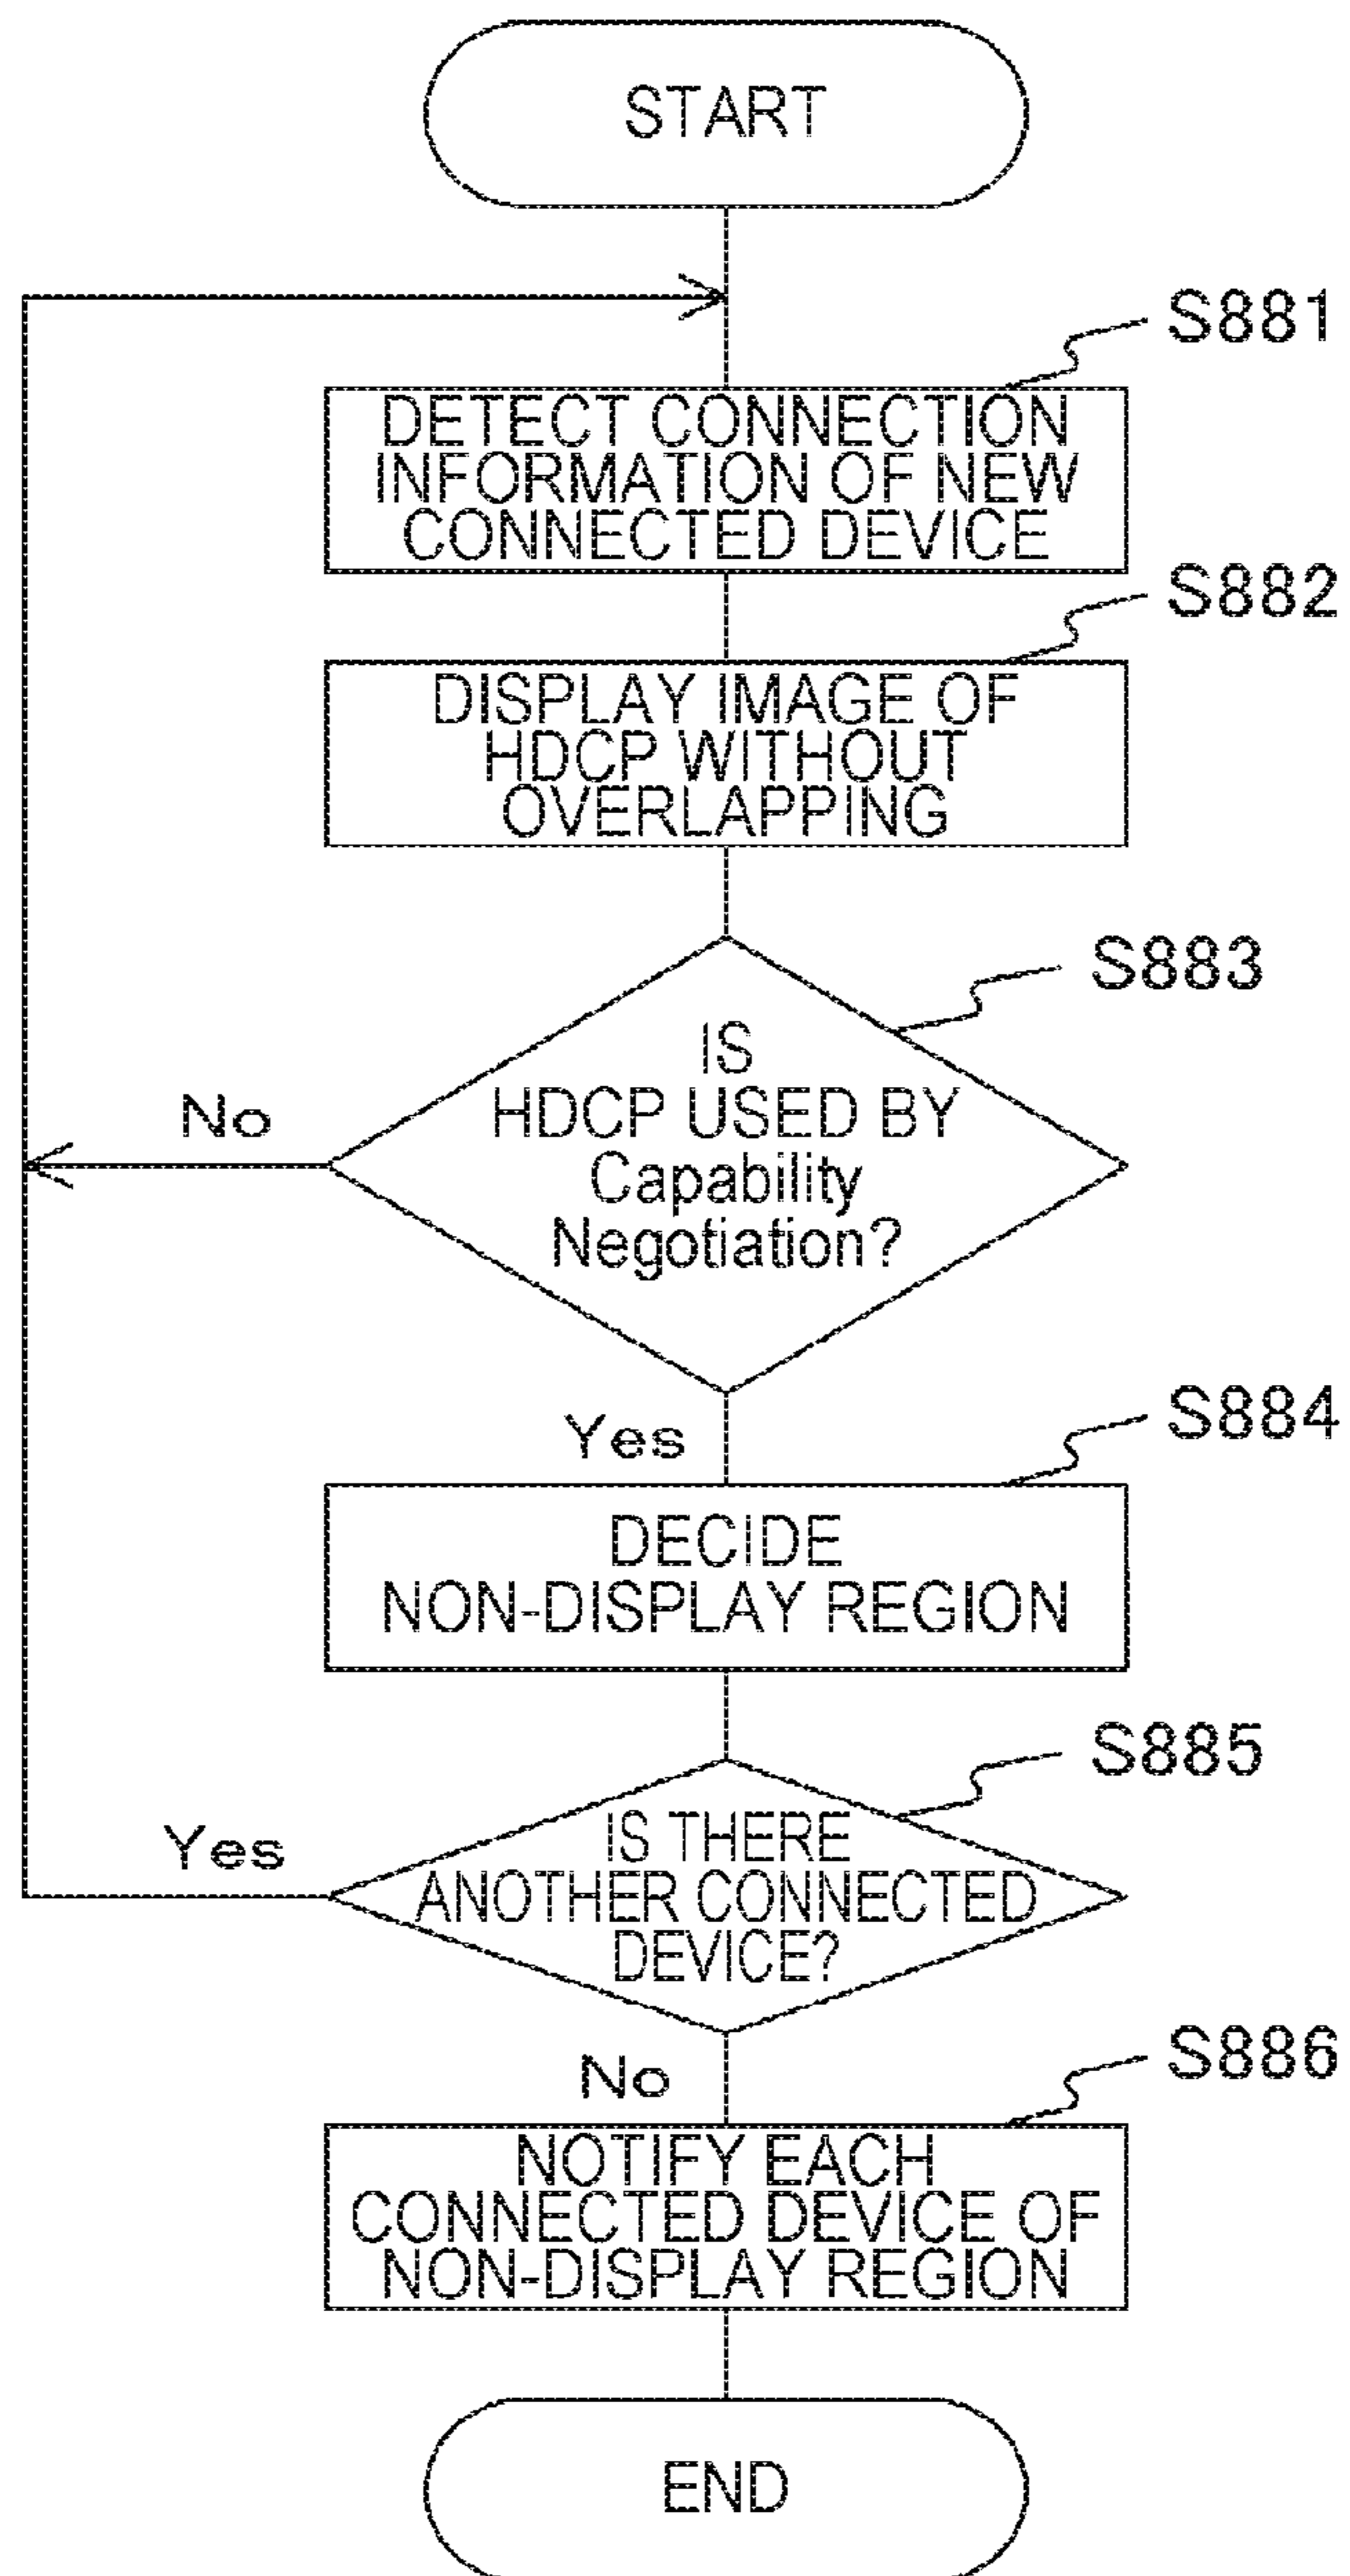 START
S881
DETECT CONNECTION
INFORMATION OF NEW
CONNECTED DEVICE
S882
DISPLAY IMAGE OF
HDCP WITHOUT
OVERLAPPING
S883
IS
HDCP USED BY
Capability
Negotiation?
No
Yes
S884
DECIDE
NON-DISPLAY REGION
S885
IS THERE
ANOTHER CONNECTED
DEVICE?
Yes
No
S886
NOTIFY EACH
CONNECTED DEVICE OF
NON-DISPLAY REGION
END